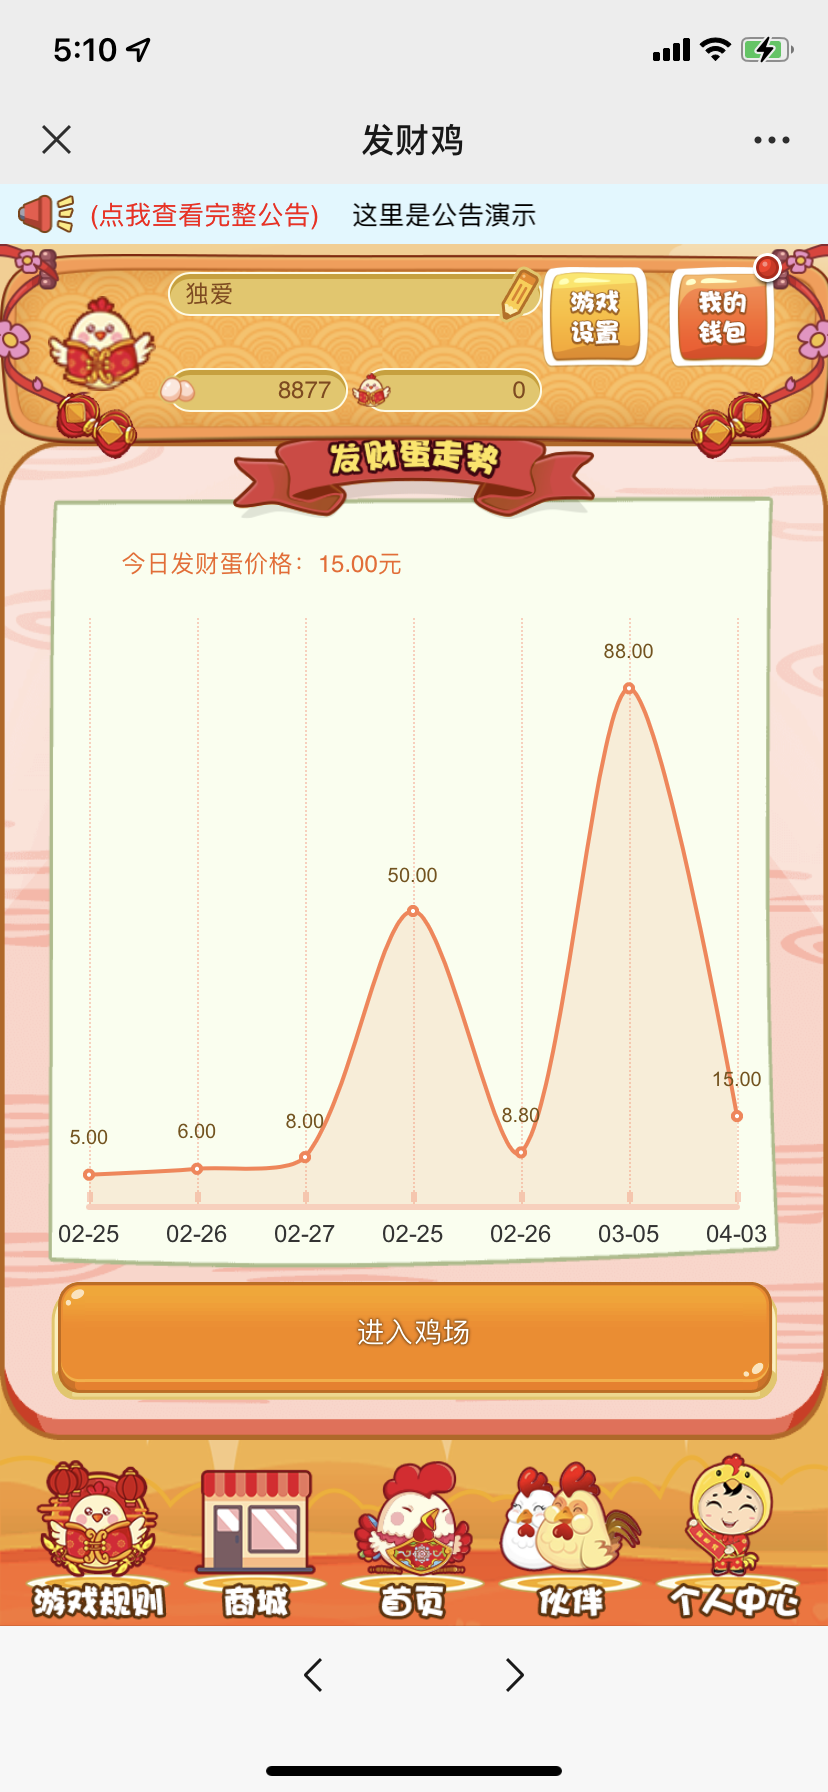 5:10
发财鸡
(点我查看完整公告) 这里是公告演示
独爱
游戏
设置
我的
钱包
8877
0
发财蛋走势
今日发财蛋价格：15.00元
88.00
50.00
15.00
8.80
8.00
6.00
5.00
02-25 02-26 02-27 02-25 02-26 03-05 04-03
进入鸡场
游戏规则 商城 首页 伙伴 个人中心